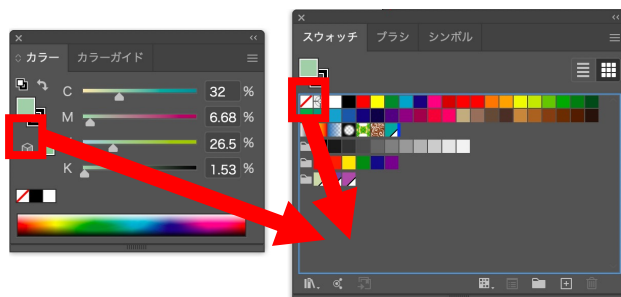 カラー カラーガイド
C 32 %
M 6.68 %
26.5 %
K 1.53 %
スウォッチ ブラシ シンボル